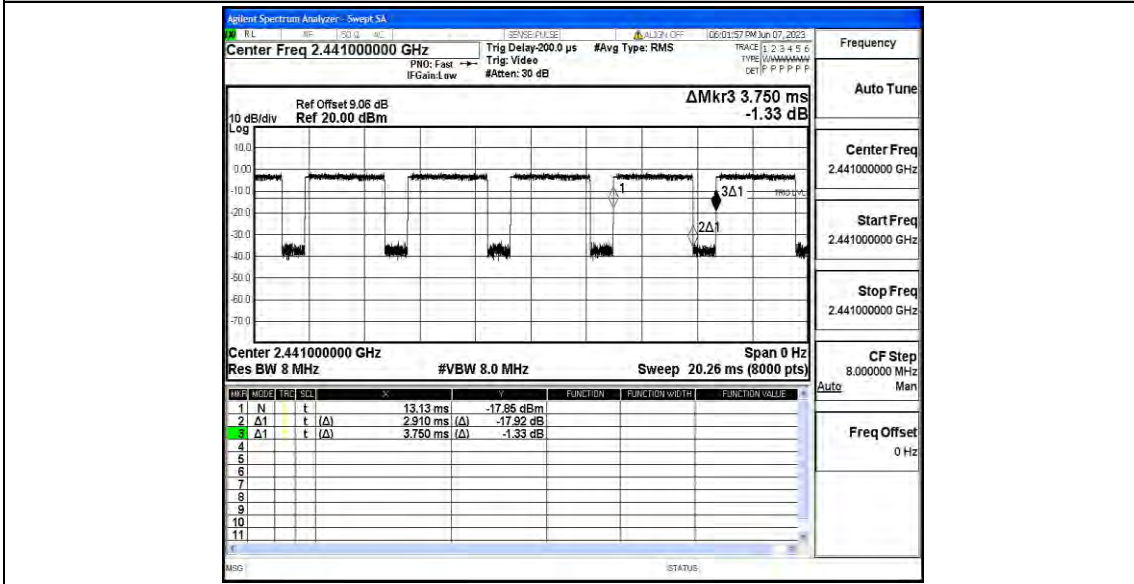 Agilent Spectrum Analyzer - Swept SA
RL RF 50 Ω AC SENSE:PULSE ALIGN OFF 06:01:57 PM Jun 07, 2023
Center Freq 2.441000000 GHz
PNO: Fast
IFGain:Low
Trig Delay-200.0 µs
Trig: Video
#Atten: 30 dB
#Avg Type: RMS
TRACE 1 2 3 4 5 6
TYPE
DET P P P P P P
Ref Offset 9.06 dB
10 dB/div Ref 20.00 dBm
Log
ΔMkr3 3.750 ms
-1.33 dB
10.0
0.00
-10.0
-20.0
-30.0
-40.0
-50.0
-60.0
-70.0
1
3Δ1
TRIG LVL
2Δ1
Center 2.441000000 GHz Span 0 Hz
Res BW 8 MHz #VBW 8.0 MHz Sweep 20.26 ms (8000 pts)
MKR MODE TRC SCL X Y FUNCTION FUNCTION WIDTH FUNCTION VALUE
1 N t 13.13 ms -17.85 dBm
2 Δ1 t (Δ) 2.910 ms (Δ) -17.92 dB
3 Δ1 t (Δ) 3.750 ms (Δ) -1.33 dB
4
5
6
7
8
9
10
11
MSG STATUS
Frequency
Auto Tune
Center Freq
2.441000000 GHz
Start Freq
2.441000000 GHz
Stop Freq
2.441000000 GHz
CF Step
8.000000 MHz
Auto Man
Freq Offset
0 Hz